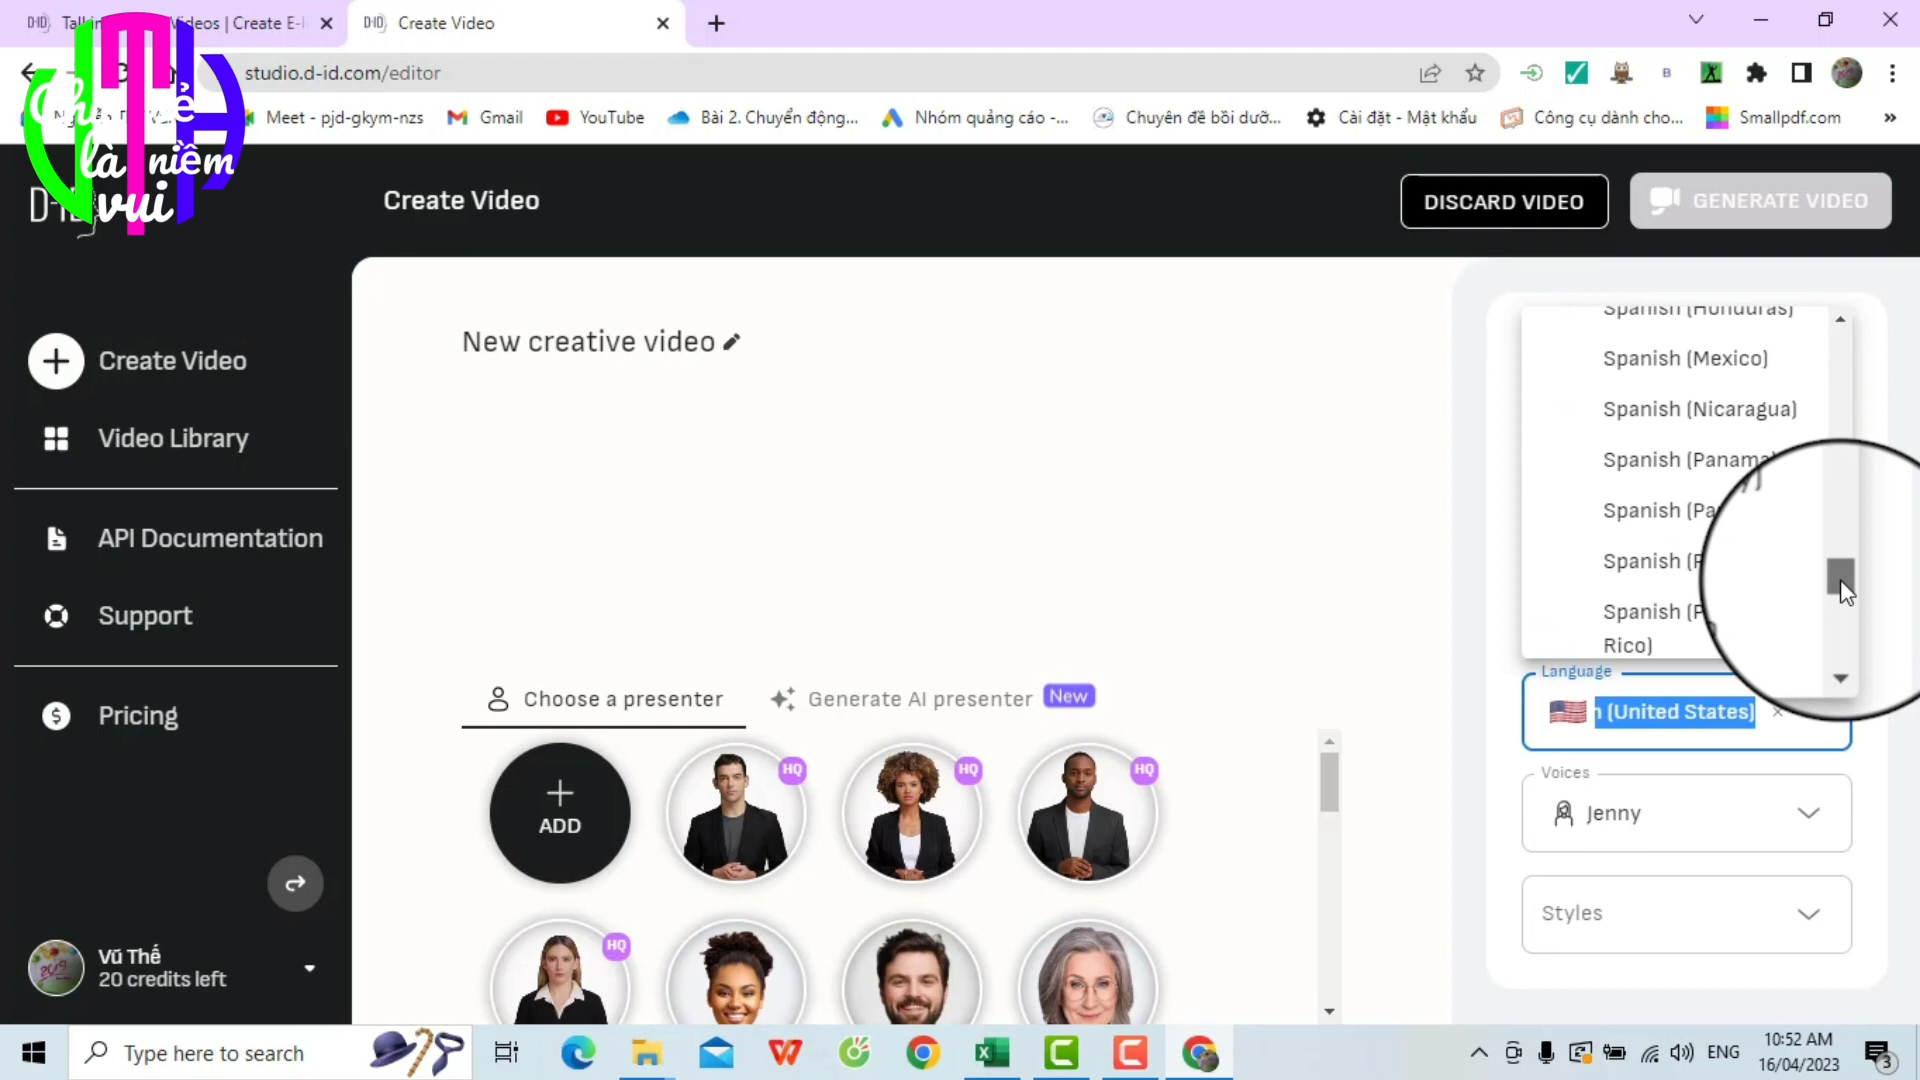 Create E-
Create Video
studio.d-id.com/editor
Meet - pjd-gkym-nzs
Gmail
YouTube
Bài 2. Chuyển động...
Nhóm quảng cáo -...
Chuyên đề bồi dưỡ...
Cài đặt - Mật khẩu
Công cụ dành cho...
Smallpdf.com
»
là niềm
vui
Create Video
DISCARD VIDEO
GENERATE VIDEO
Create Video
Video Library
API Documentation
Support
Pricing
Vũ Thế
20 credits left
New creative video
Choose a presenter
Generate AI presenter
New
ADD
HQ
HQ
HQ
HQ
Spanish (Honduras)
Spanish (Mexico)
Spanish (Nicaragua)
Spanish (Panama)
Spanish (Pa
Spanish (P
Spanish (P
Rico)
Language
(United States)
Voices
Jenny
Styles
Type here to search
ENG
10:52 AM
16/04/2023
3